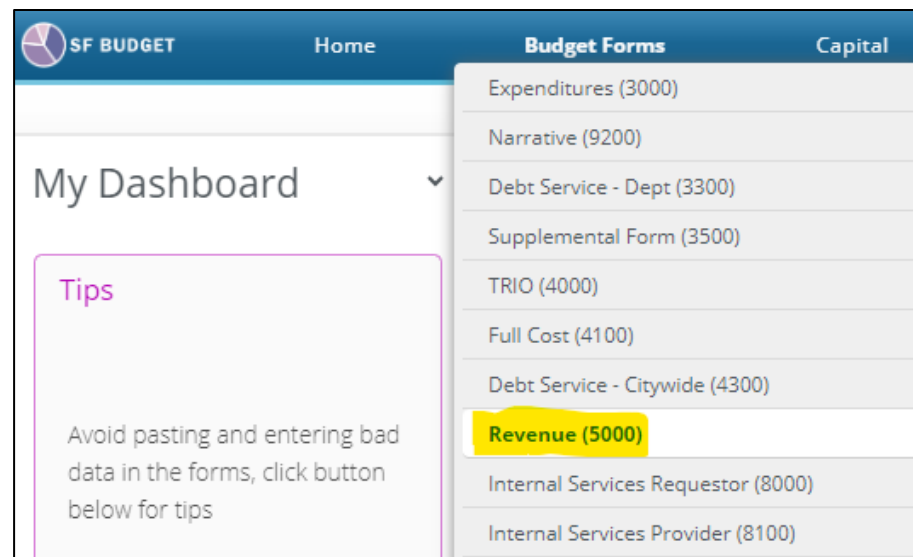 SF BUDGET
Home
Budget Forms
Capital
Expenditures (3000)
Narrative (9200)
Debt Service - Dept (3300)
Supplemental Form (3500)
TRIO (4000)
Full Cost (4100)
Debt Service - Citywide (4300)
Revenue (5000)
Internal Services Requestor (8000)
Internal Services Provider (8100)
My Dashboard
Tips
Avoid pasting and entering bad
data in the forms, click button
below for tips